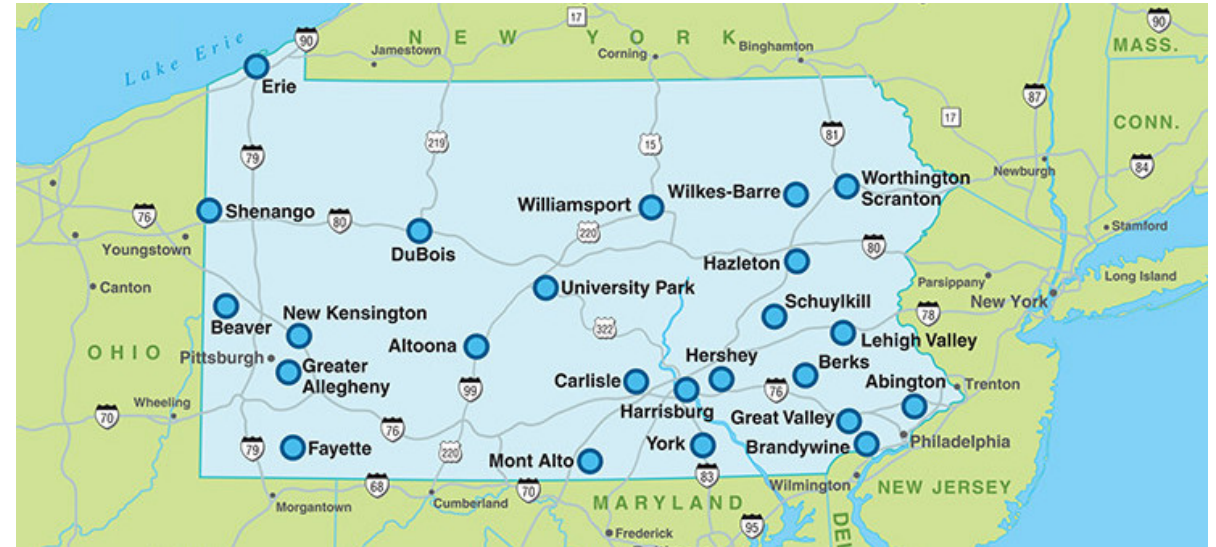 90
17
N E W Y O R K
90
Lake Erie
Jamestown
Corning
Binghamton
MASS.
Erie
87
219
15
81
17
CONN.
79
84
Newburgh
Worthington
Scranton
Wilkes-Barre
Williamsport
Shenango
76
80
220
80
Youngstown
DuBois
Stamford
Hazleton
Parsippany
Long Island
Canton
University Park
New York
Schuylkill
Beaver
New Kensington
322
78
OHIO
Pittsburgh
Altoona
Lehigh Valley
Greater
Allegheny
Hershey
Berks
Carlisle
Abington
Trenton
99
76
Wheeling
Harrisburg
70
76
Great Valley
Philadelphia
79
Fayette
220
York
Brandywine
Mont Alto
83
68
70
Wilmington
NEW JERSEY
Morgantown
Cumberland
MARYLAND
95
Frederick
DEL